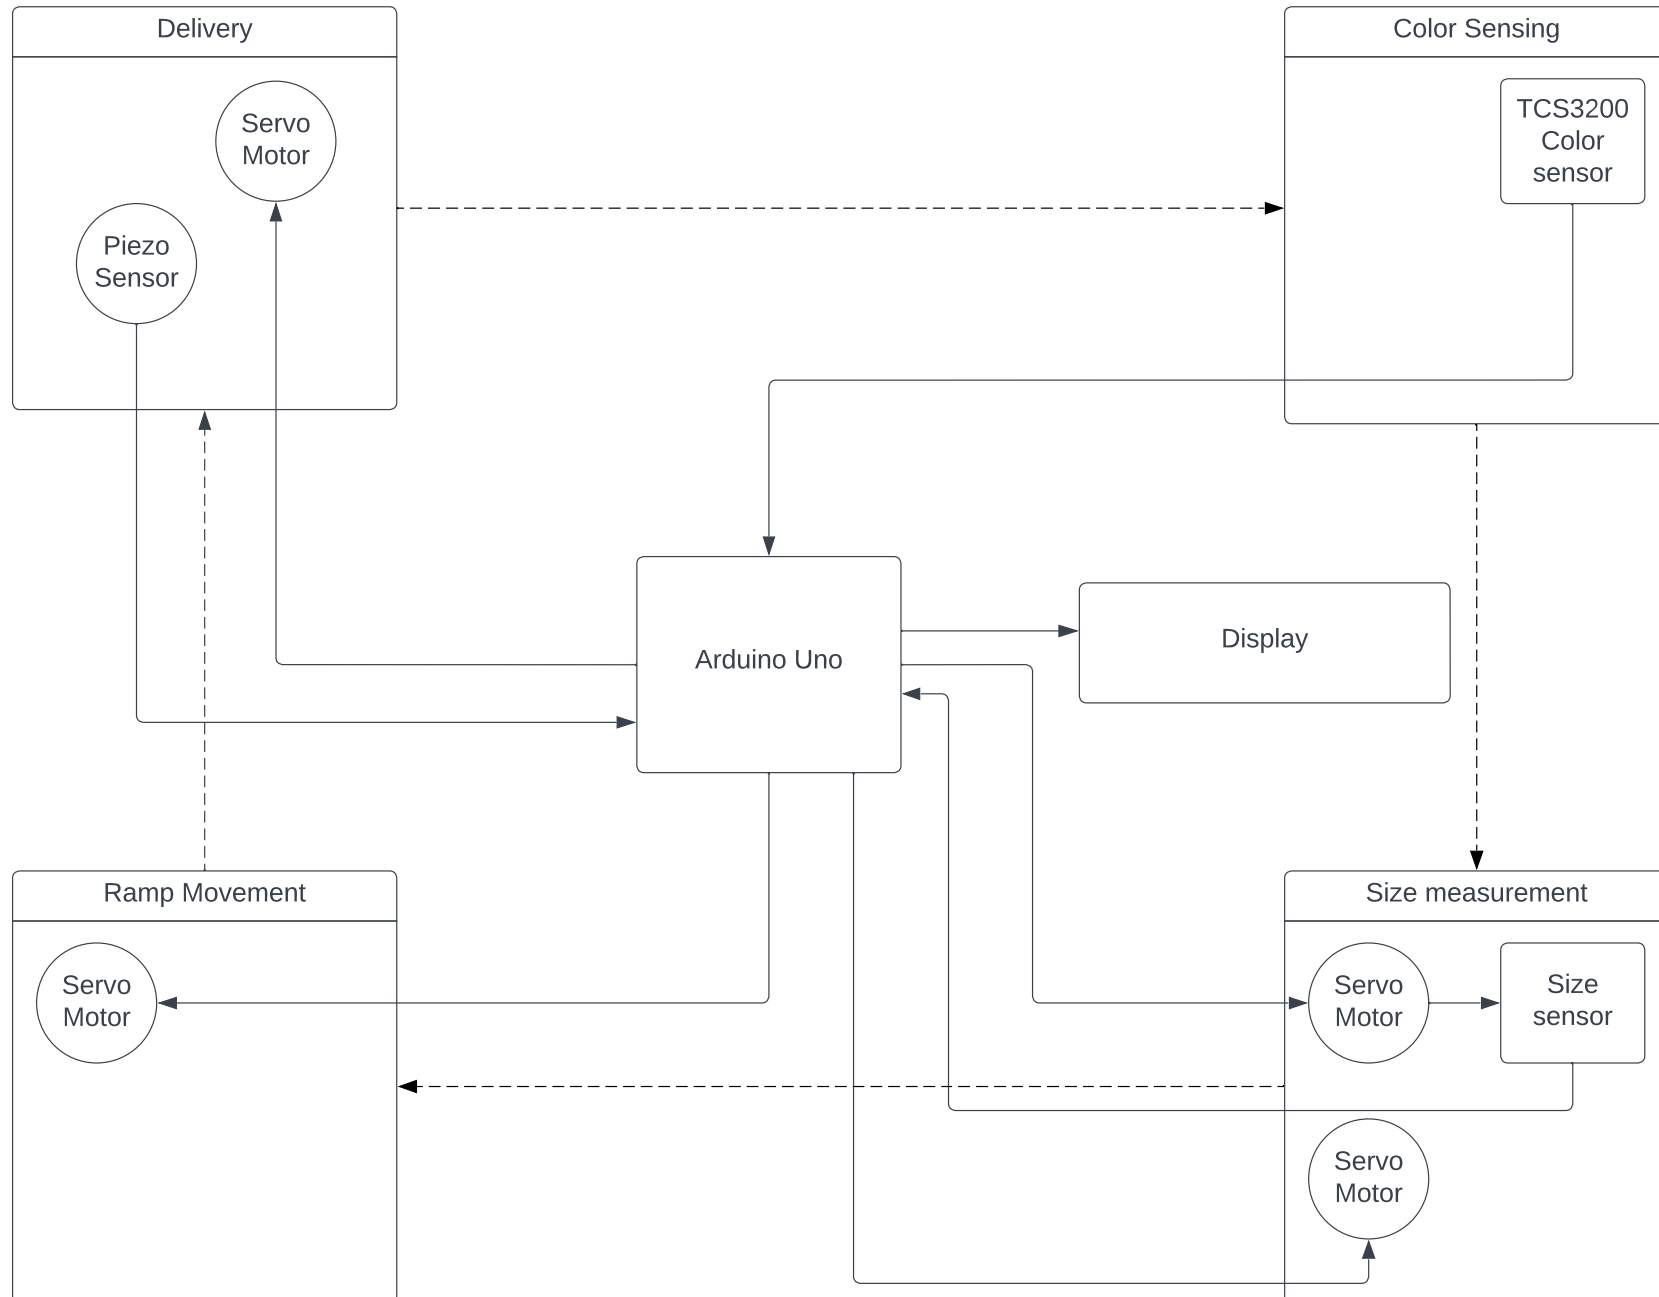 Delivery
Color Sensing
Servo
Motor
TCS3200
Color
sensor
Piezo
Sensor
Arduino Uno
Display
Ramp Movement
Size measurement
Servo
Motor
Servo
Motor
Size
sensor
Servo
Motor